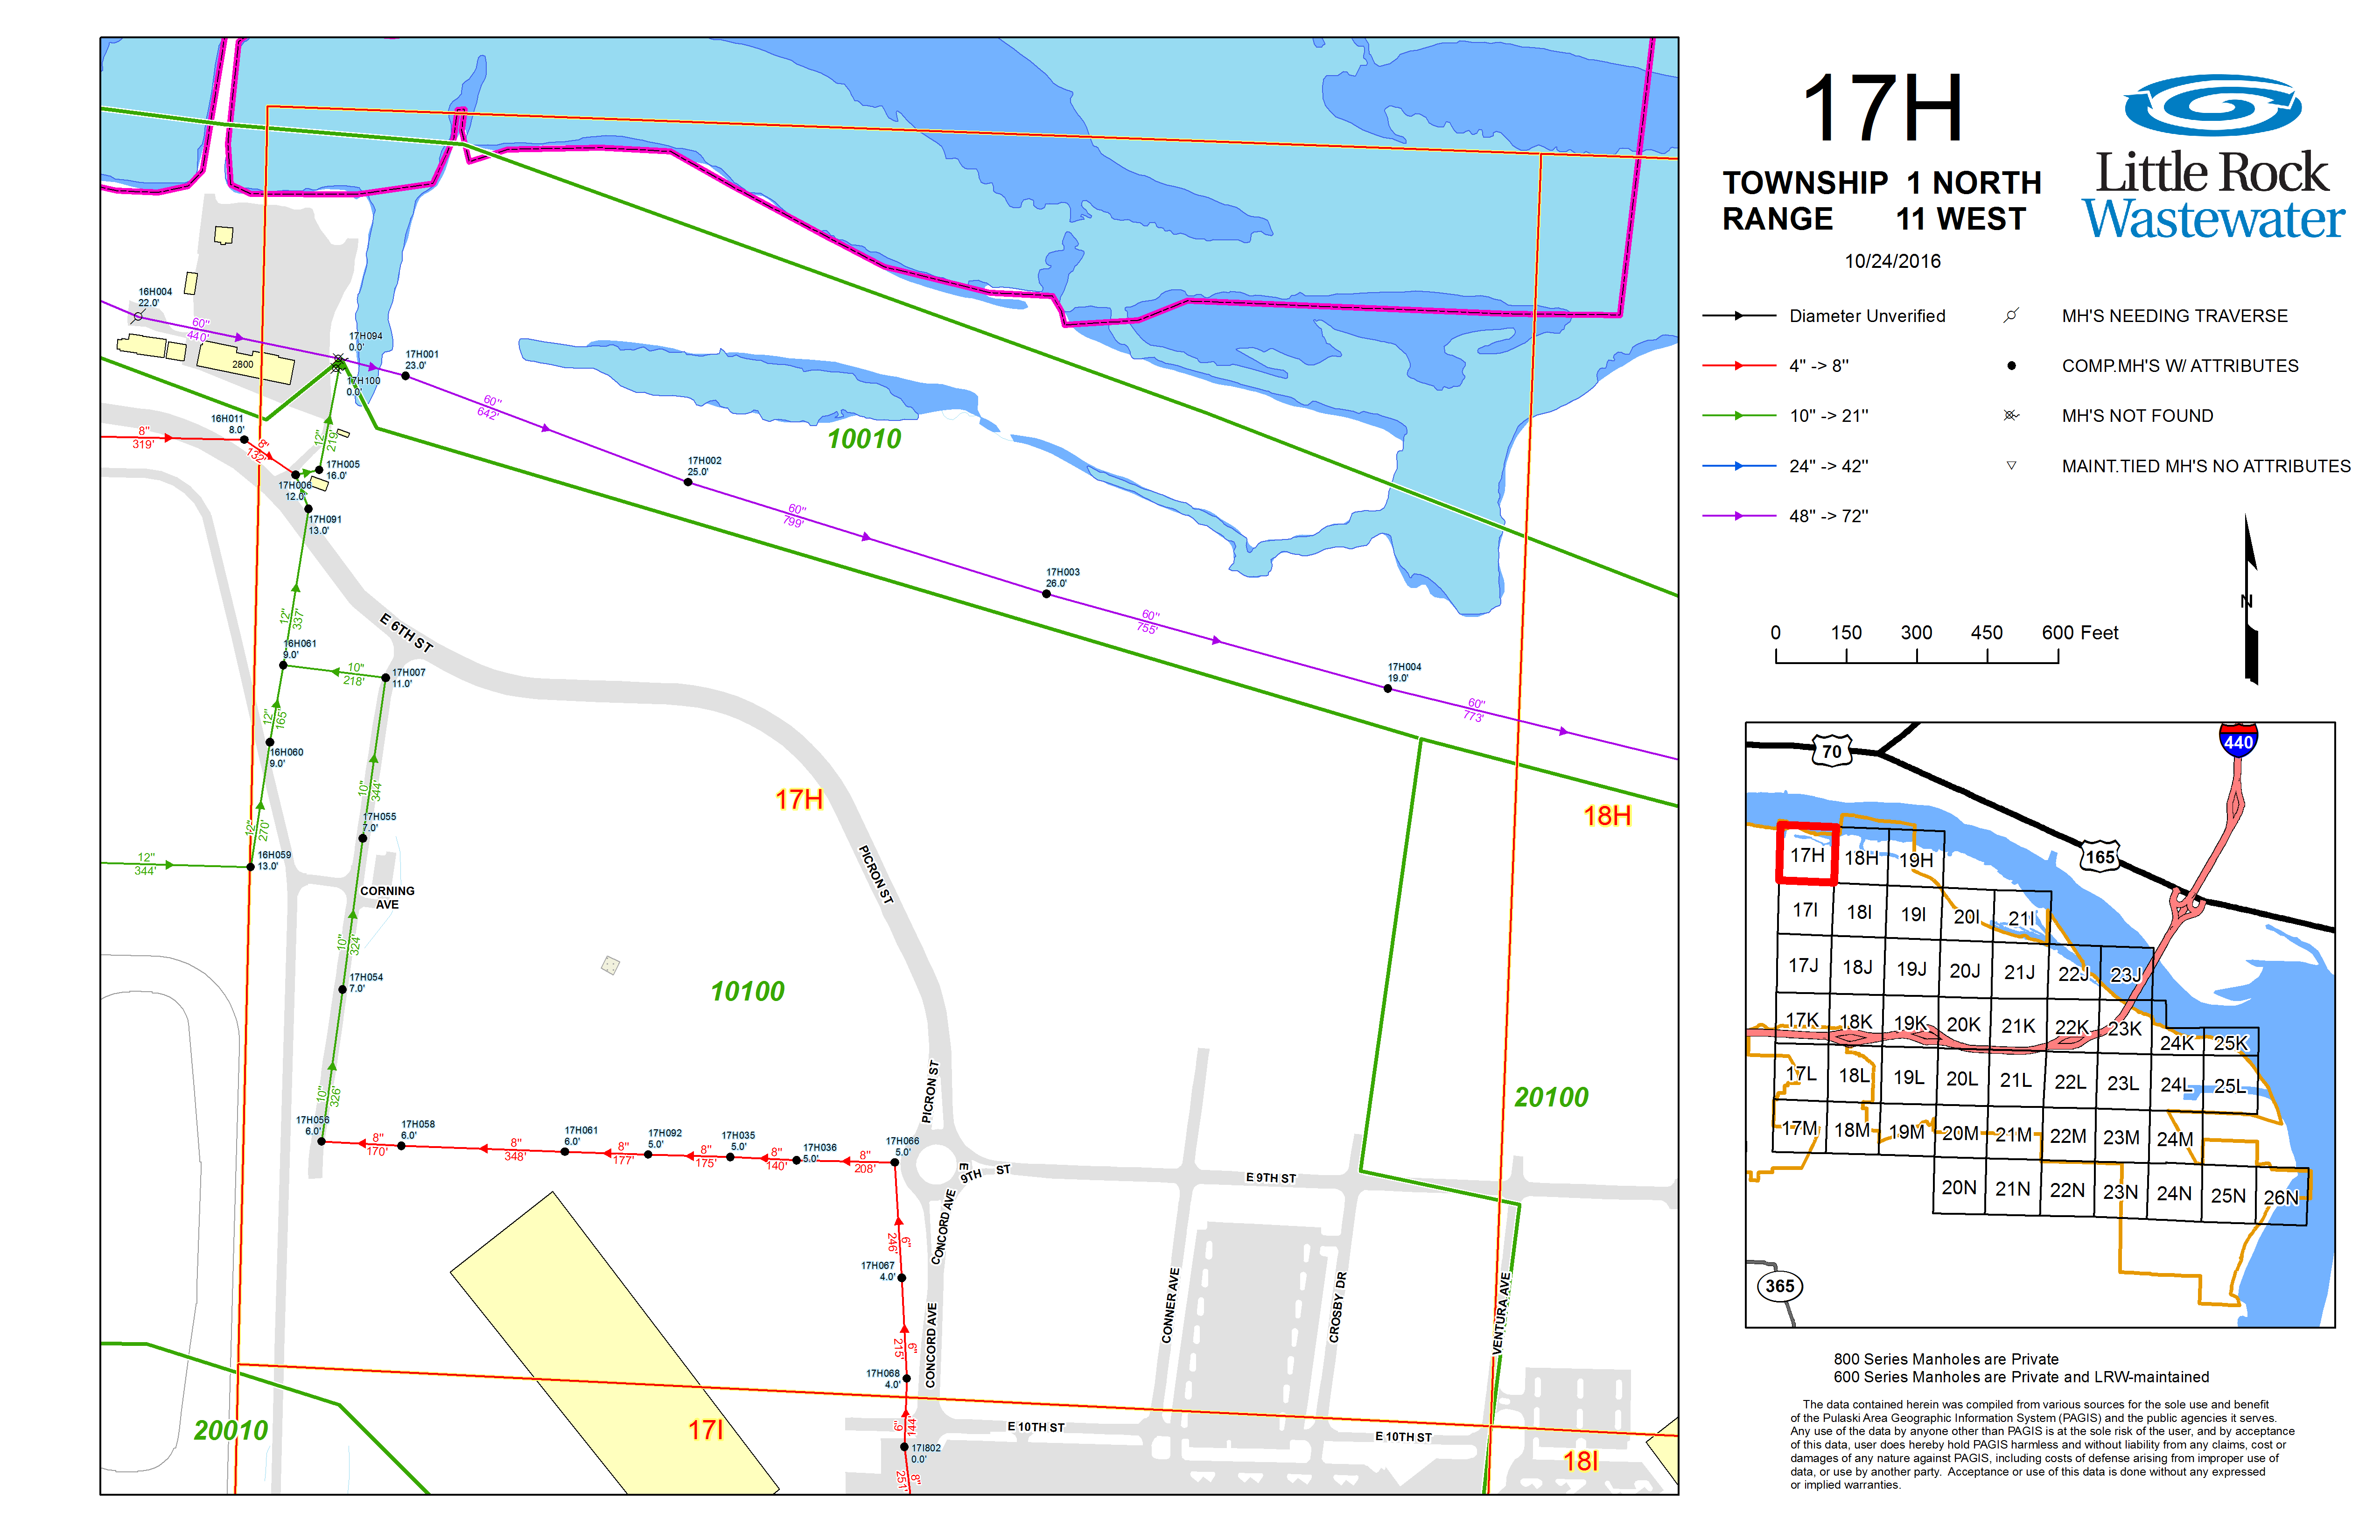 17H
TOWNSHIP 1 NORTH
RANGE 11 WEST
10/24/2016
Little Rock
Wastewater
Diameter Unverified
4" -> 8"
10" -> 21"
24" -> 42"
48" -> 72"
MH'S NEEDING TRAVERSE
COMP.MH'S W/ ATTRIBUTES
MH'S NOT FOUND
MAINT.TIED MH'S NO ATTRIBUTES
N
0 150 300 450 600 Feet
16H004
22.0'
60"
440'
2800
17H094
0.0'
17H100
0.0'
17H001
23.0'
60"
642'
17H002
25.0'
60"
799'
17H003
26.0'
60"
755'
17H004
19.0'
60"
773'
10010
16H011
8.0'
8"
319'
8"
132'
12"
219'
17H005
16.0'
17H006
12.0'
17H091
13.0'
12"
337'
16H061
9.0'
10"
218'
17H007
11.0'
E 6TH ST
12"
165'
16H060
9.0'
10"
344'
17H055
7.0'
12"
270'
16H059
13.0'
12"
344'
CORNING
AVE
10"
324'
17H054
7.0'
10"
326'
17H
18H
PICRON ST
10100
PICRON ST
20100
17H056
6.0'
8"
170'
17H058
6.0'
8"
348'
17H061
6.0'
8"
177'
17H092
5.0'
8"
175'
17H035
5.0'
8"
140'
17H036
5.0'
8"
208'
17H066
5.0'
E
9TH ST
E 9TH ST
CONCORD AVE
6"
246'
17H067
4.0'
6"
215'
CONCORD AVE
17H068
4.0'
6"
144'
17I802
0.0'
8"
251'
CONNER AVE
CROSBY DR
VENTURA AVE
E 10TH ST
E 10TH ST
20010
17I
18I
70
440
165
365
17H 18H 19H
17I 18I 19I 20I 21I
17J 18J 19J 20J 21J 22J 23J
17K 18K 19K 20K 21K 22K 23K 24K 25K
17L 18L 19L 20L 21L 22L 23L 24L 25L
17M 18M 19M 20M 21M 22M 23M 24M
20N 21N 22N 23N 24N 25N 26N
800 Series Manholes are Private
600 Series Manholes are Private and LRW-maintained
The data contained herein was compiled from various sources for the sole use and benefit
of the Pulaski Area Geographic Information System (PAGIS) and the public agencies it serves.
Any use of the data by anyone other than PAGIS is at the sole risk of the user, and by acceptance
of this data, user does hereby hold PAGIS harmless and without liability from any claims, cost or
damages of any nature against PAGIS, including costs of defense arising from improper use of
data, or use by another party. Acceptance or use of this data is done without any expressed
or implied warranties.